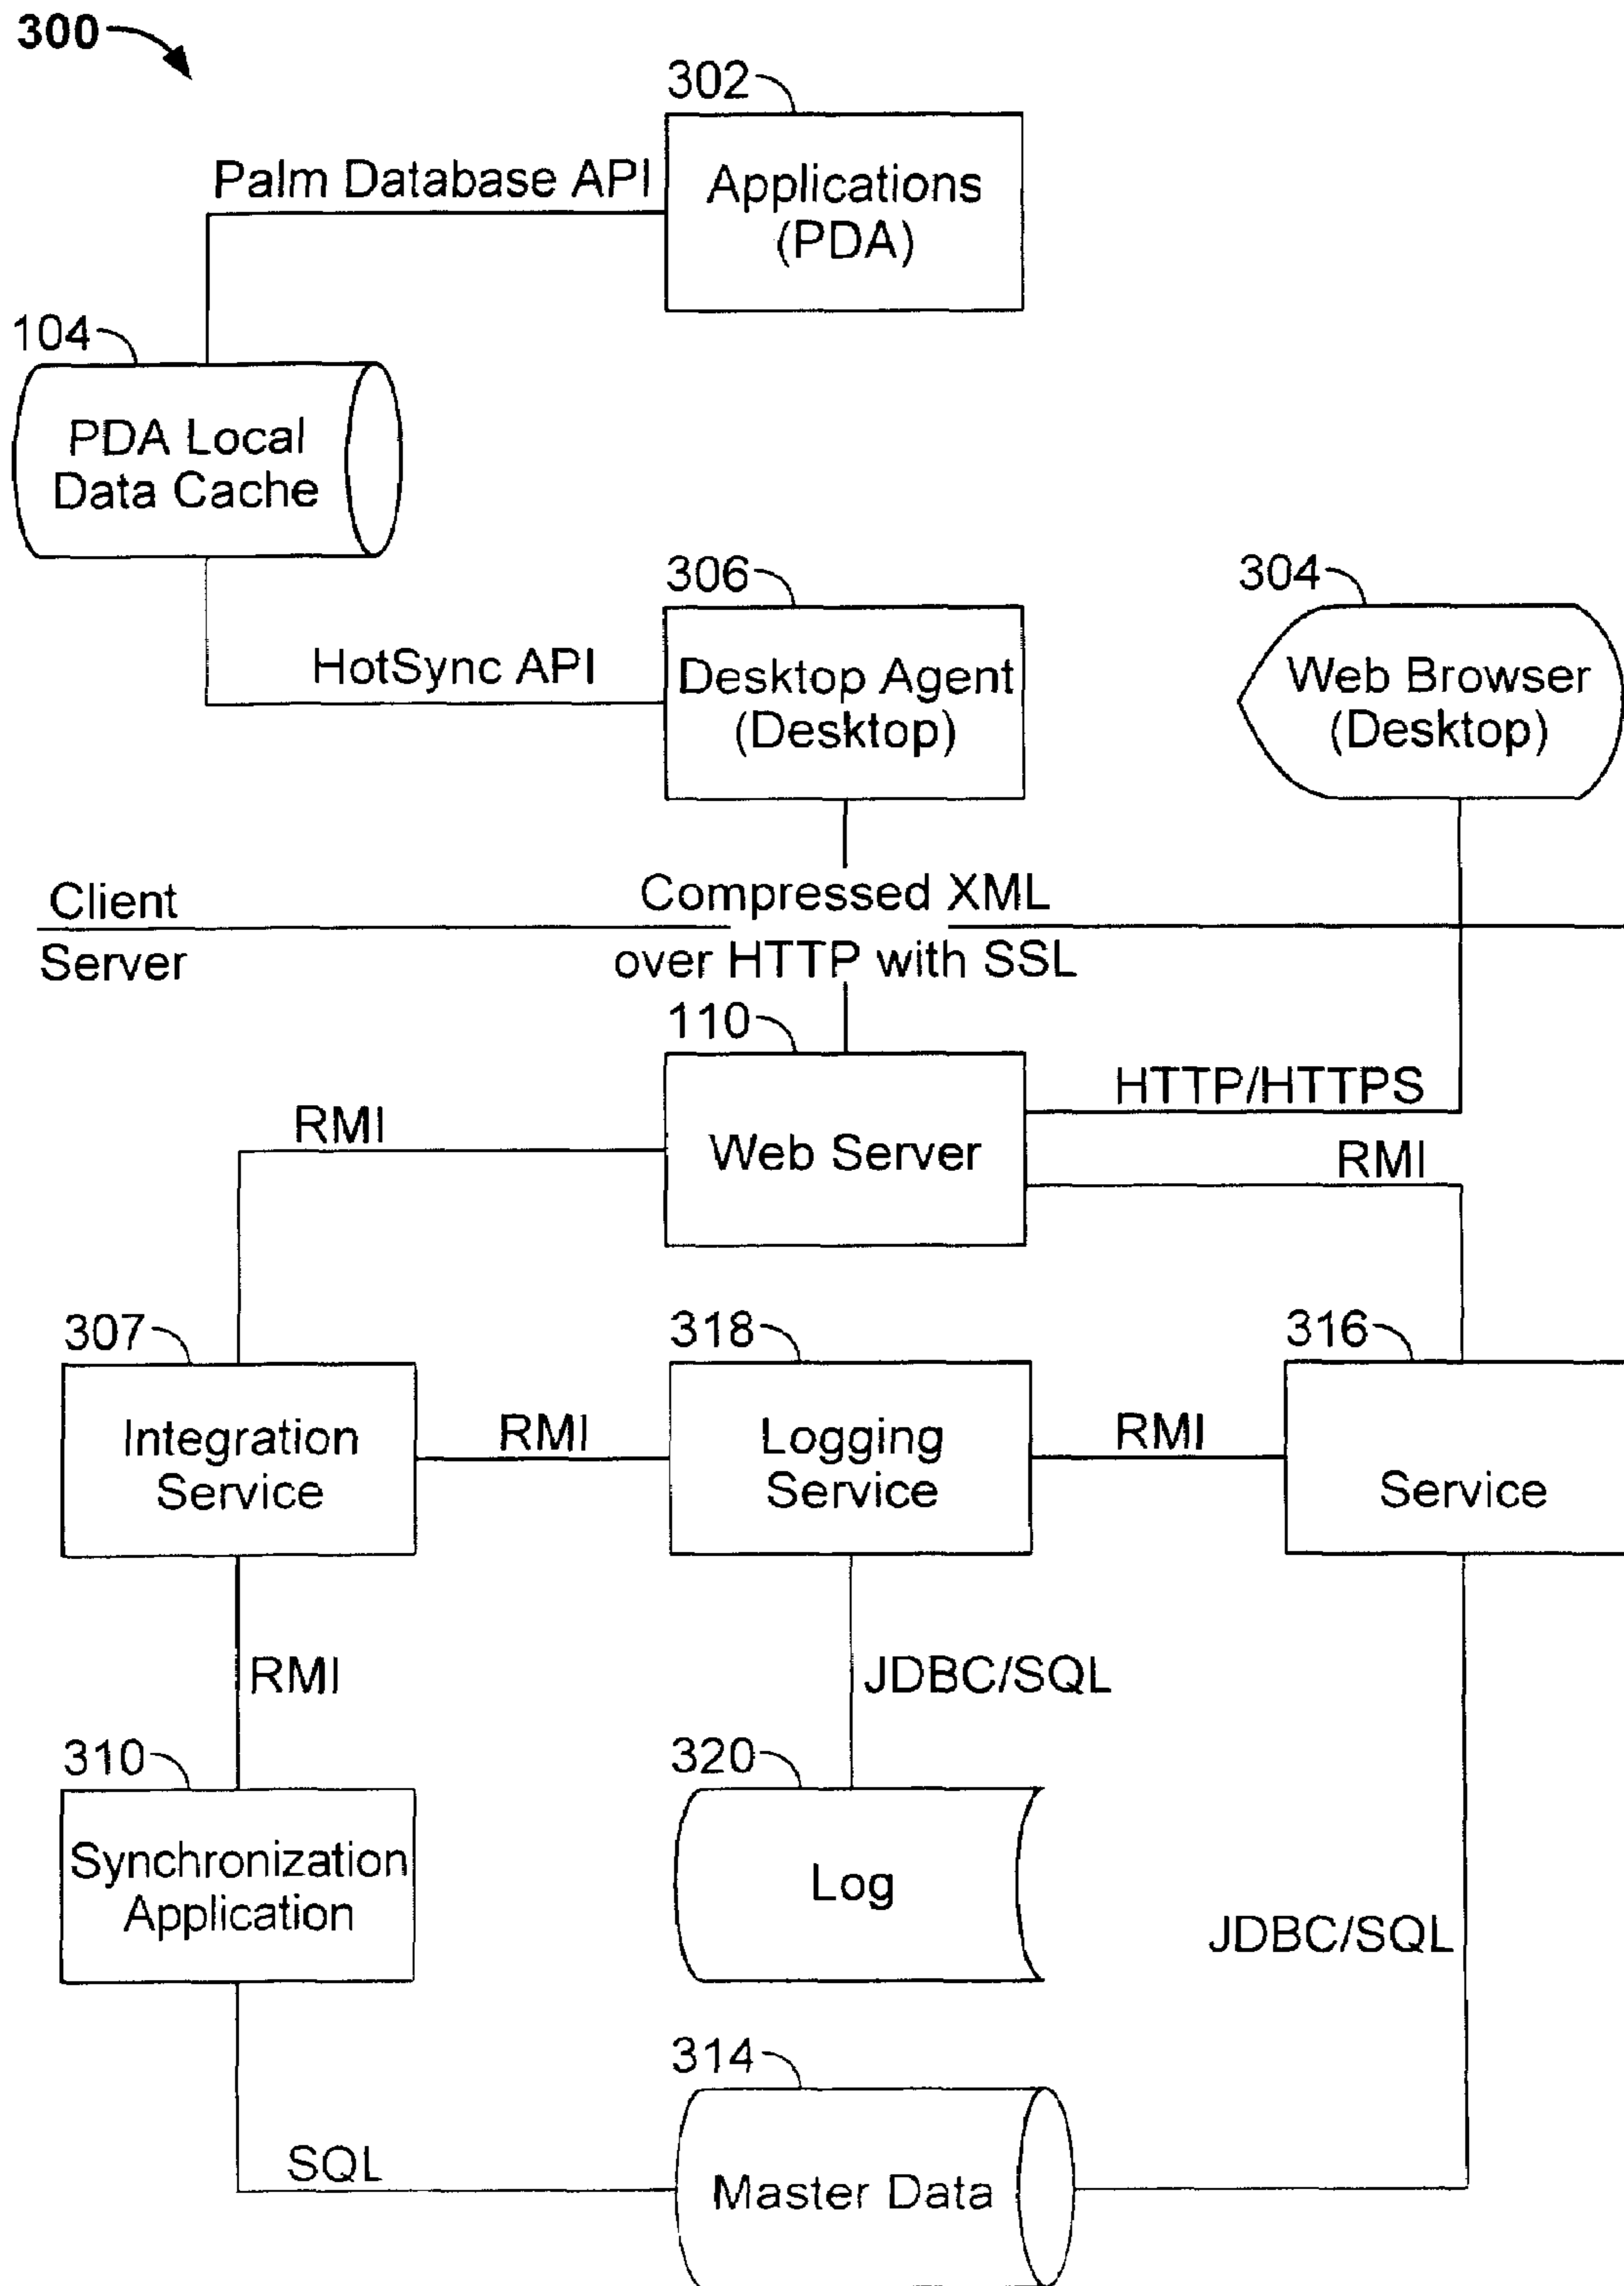 300
302
Palm Database API
Applications
(PDA)
104
PDA Local
Data Cache
306
304
HotSync API
Desktop Agent
(Desktop)
Web Browser
(Desktop)
Client
Compressed XML
Server
over HTTP with SSL
110
HTTP/HTTPS
RMI
Web Server
RMI
307
318
316
Integration
Service
RMI
Logging
Service
RMI
Service
RMI
JDBC/SQL
310
320
Synchronization
Application
Log
JDBC/SQL
314
SQL
Master Data